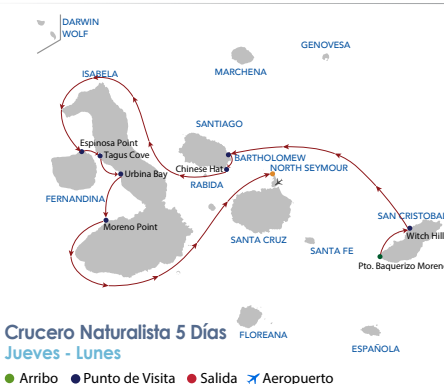 DARWIN
WOLF
GENOVESA
MARCHENA
ISABELA
SANTIAGO
Espinosa Point
Tagus Cove
BARTHOLOMEW
Chinese Hat
NORTH SEYMOUR
Urbina Bay
RABIDA
FERNANDINA
SAN CRISTOBAL
Moreno Point
Witch Hill
SANTA CRUZ
SANTA FE
Pto. Baquerizo Moreno
Crucero Naturalista 5 Días
FLOREANA
Jueves - Lunes
ESPAÑOLA
Arribo Punto de Visita Salida Aeropuerto